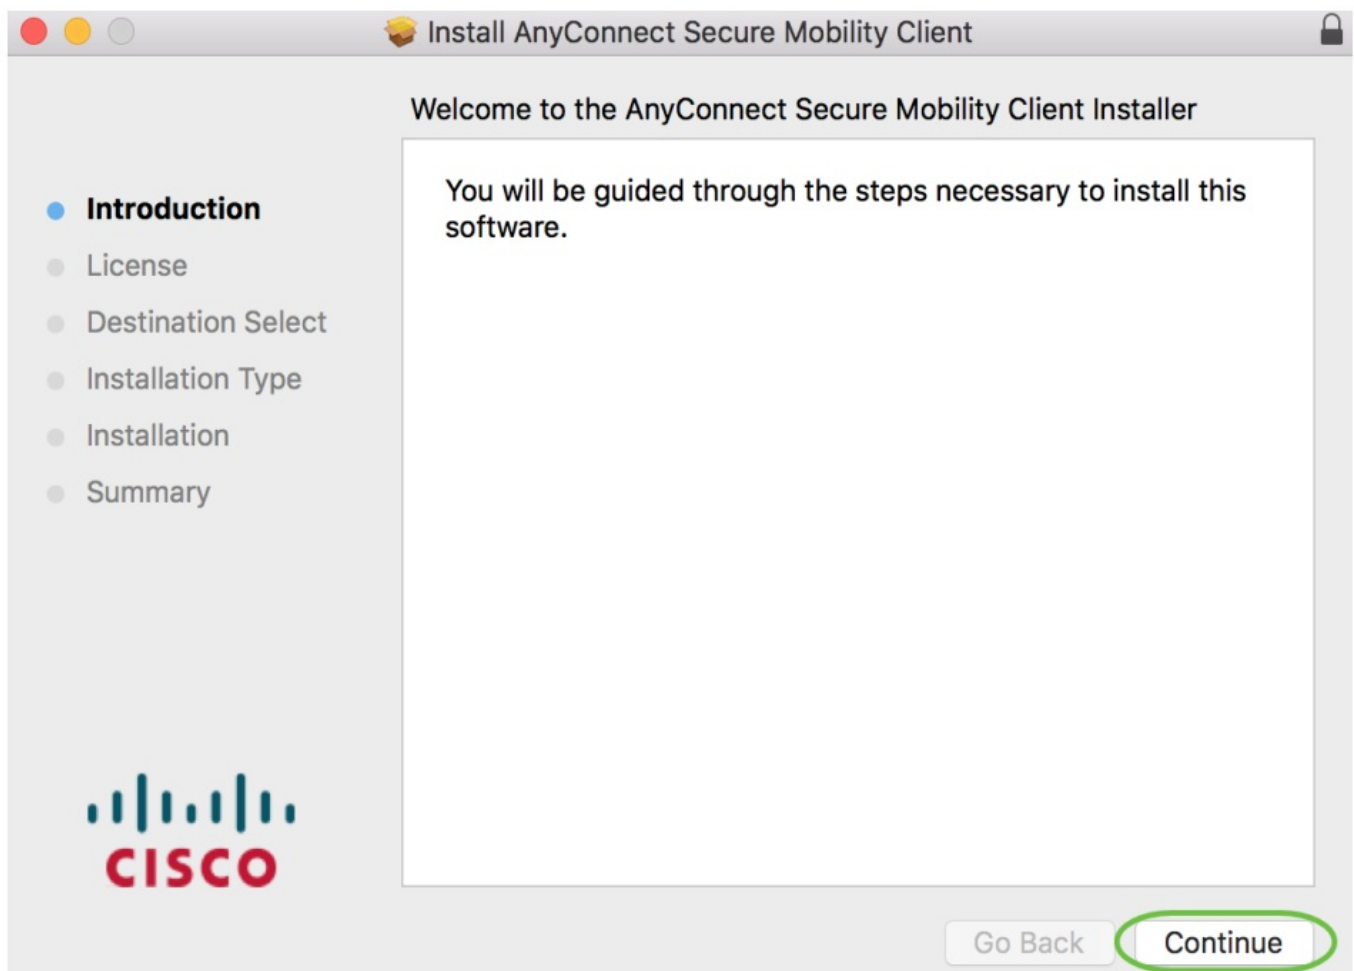 Install AnyConnect Secure Mobility Client
Welcome to the AnyConnect Secure Mobility Client Installer
Introduction
License
Destination Select
Installation Type
Installation
Summary
You will be guided through the steps necessary to install this
software.
CISCO
Go Back
Continue